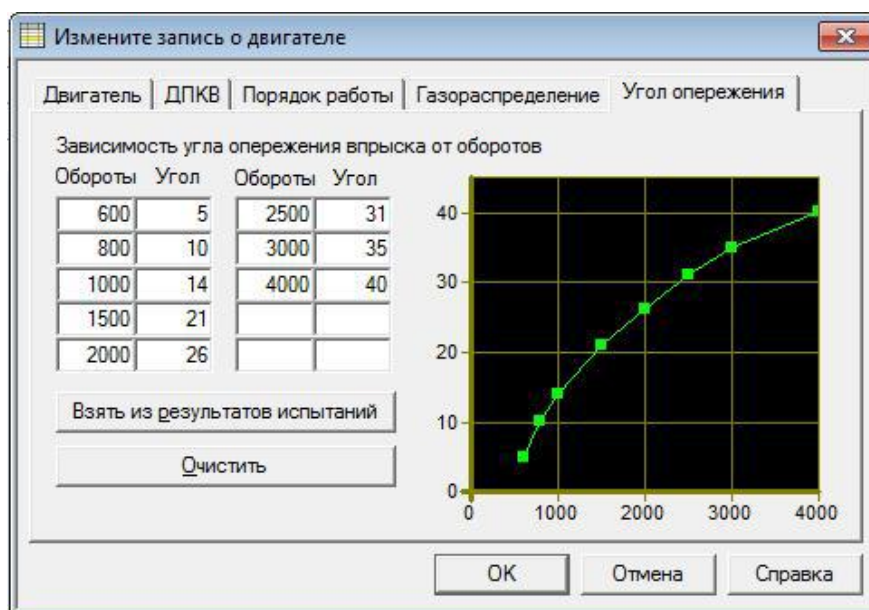 Измените запись о двигателе
Двигатель ДПКВ Порядок работы Газораспределение Угол опережения
Зависимость угла опережения впрыска от оборотов
Обороты Угол Обороты Угол
600 5 2500 31
800 10 3000 35
1000 14 4000 40
1500 21
2000 26
Взять из результатов испытаний
Очистить
40
30
20
10
0
0 1000 2000 3000 4000
OK Отмена Справка